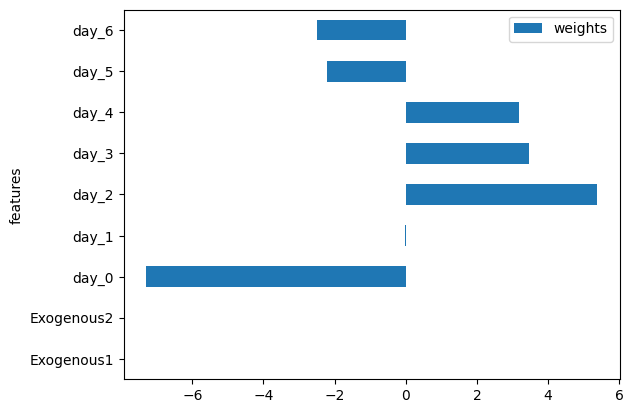 weights
features
day_6
day_5
day_4
day_3
day_2
day_1
day_0
Exogenous2
Exogenous1
−6
−4
−2
0
2
4
6